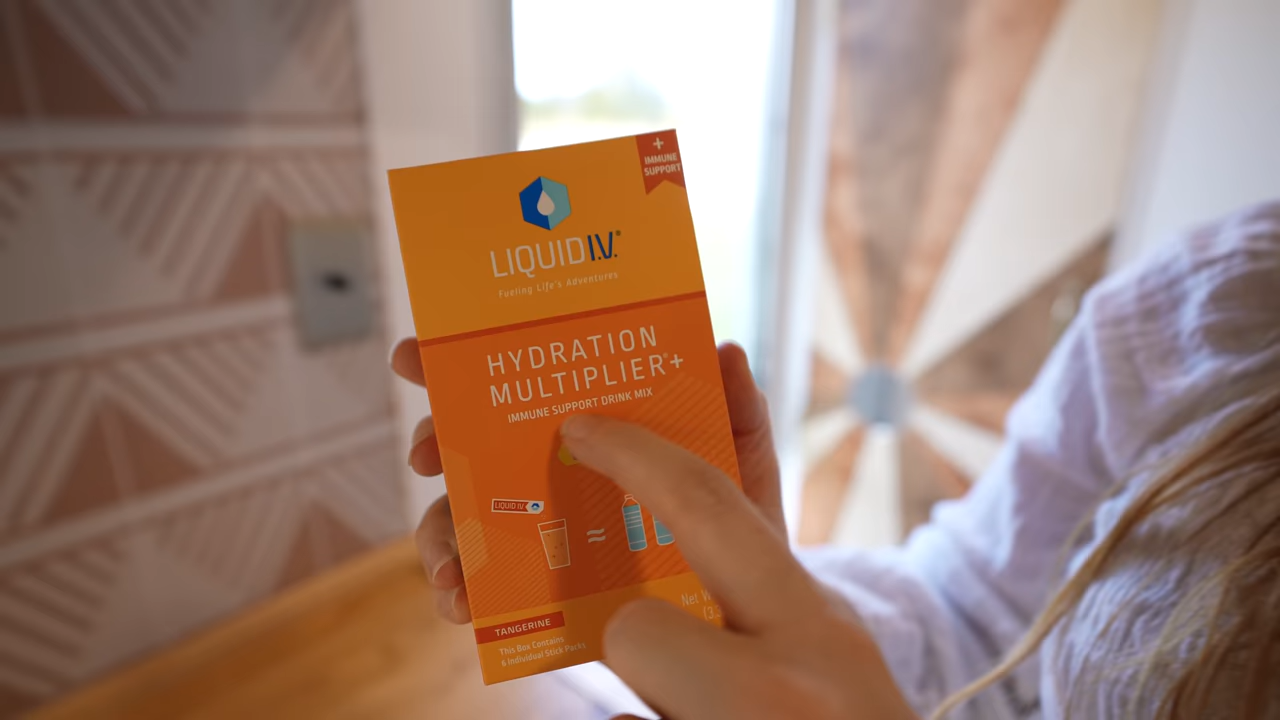 +
IMMUNE
SUPPORT
LIQUID I.V.®
Fueling Life's Adventures
HYDRATION
MULTIPLIER®+
IMMUNE SUPPORT DRINK MIX
LIQUID I.V.
≈
TANGERINE
This Box Contains
6 Individual Stick Packs
Net